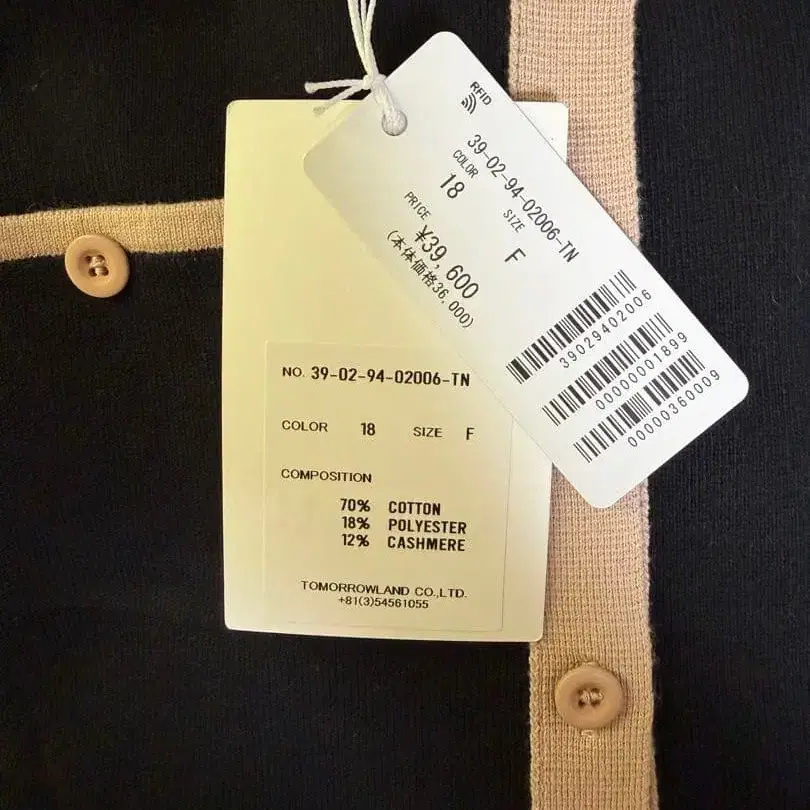 RFID
39-02-94-02006-TN
COLOR SIZE
18 F
PRICE
¥39,600
(本体価格36,000)
39029402006
00000001899
00000360009
NO. 39-02-94-02006-TN
COLOR 18 SIZE F
COMPOSITION
70% COTTON
18% POLYESTER
12% CASHMERE
TOMORROWLAND CO.,LTD.
+81(3)54561055